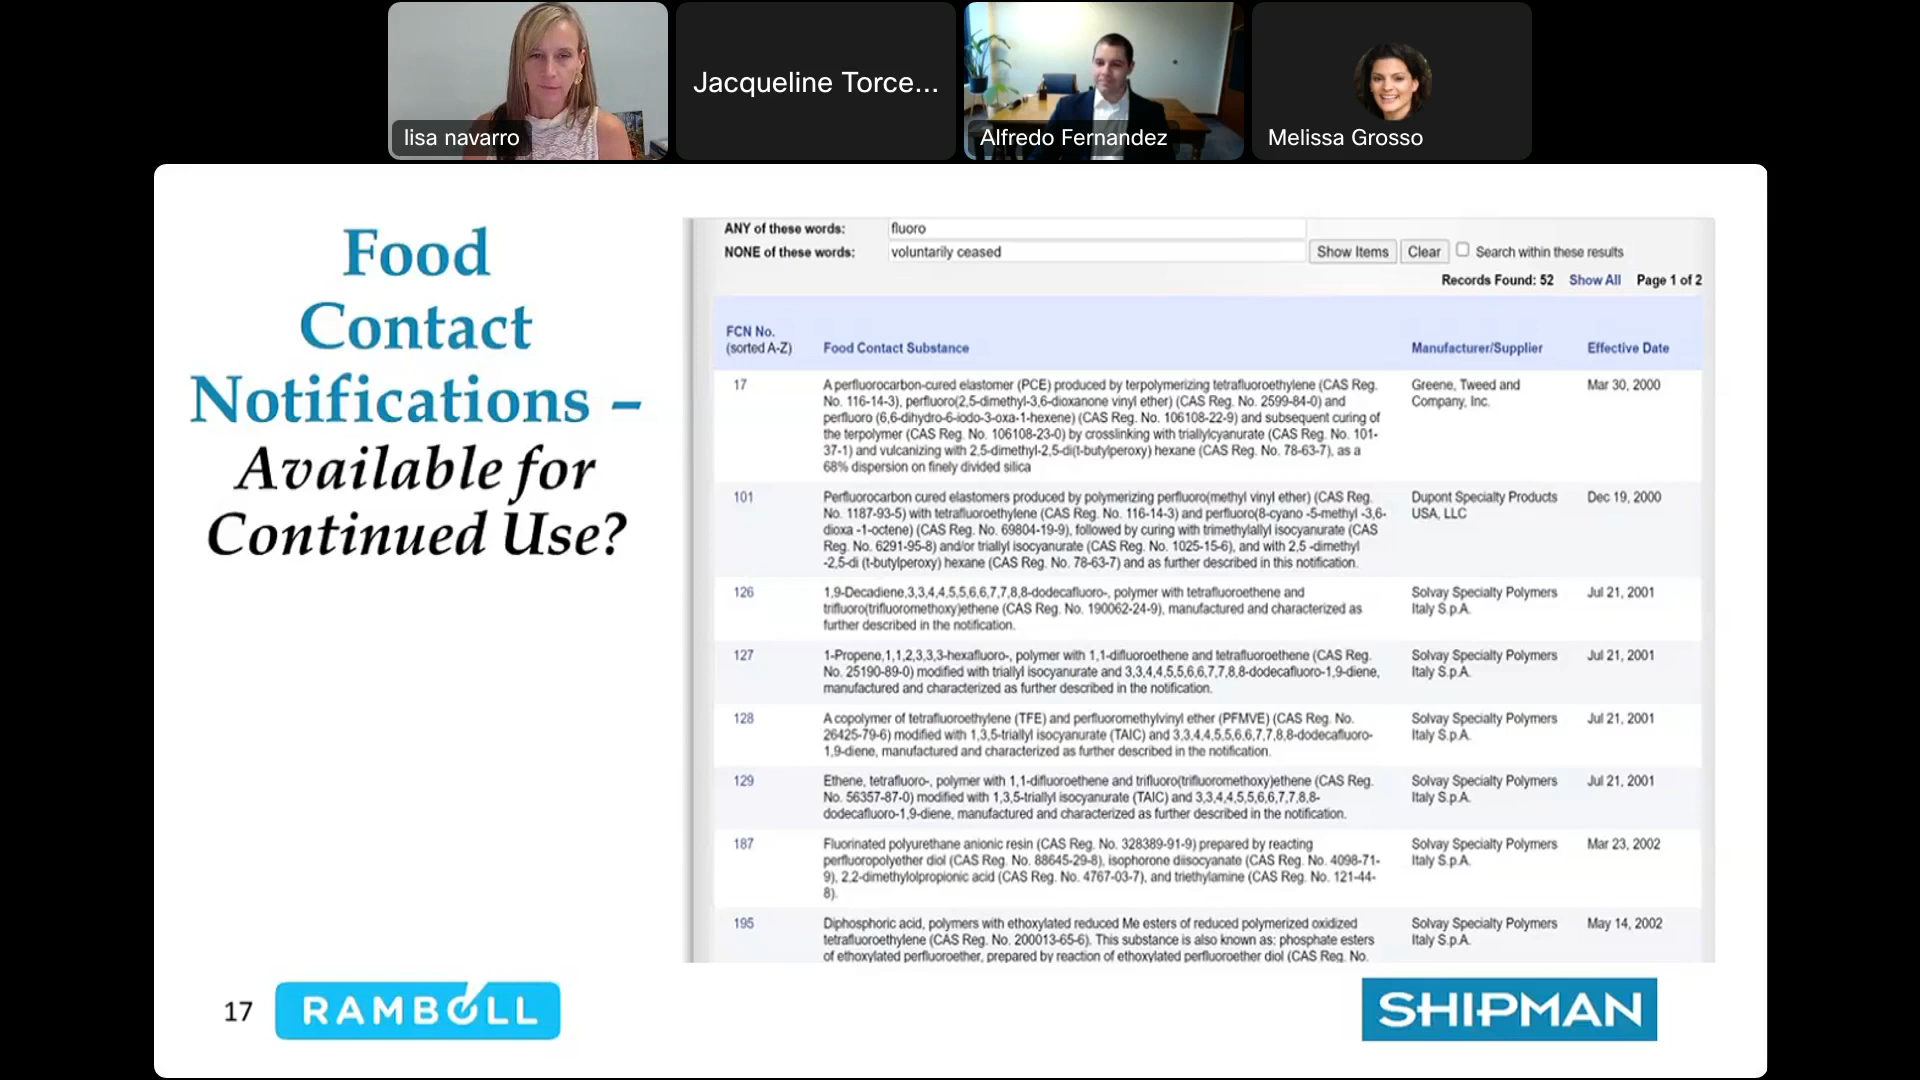 lisa navarro
Jacqueline Torce...
Alfredo Fernandez
Melissa Grosso
Food
Contact
Notifications –
Available for
Continued Use?
ANY of these words: fluoro
NONE of these words: voluntarily ceased Show Items Clear Search within these results
Records Found: 52 Show All Page 1 of 2
FCN No.
(sorted A-Z) Food Contact Substance Manufacturer/Supplier Effective Date
17 A perfluorocarbon-cured elastomer (PCE) produced by terpolymerizing tetrafluoroethylene (CAS Reg. Greene, Tweed and Mar 30, 2000
No. 116-14-3), perfluoro(2,5-dimethyl-3,6-dioxanone vinyl ether) (CAS Reg. No. 2599-84-0) and Company, Inc.
perfluoro (6,6-dihydro-6-iodo-3-oxa-1-hexene) (CAS Reg. No. 106108-22-9) and subsequent curing of
the terpolymer (CAS Reg. No. 106108-23-0) by crosslinking with triallylcyanurate (CAS Reg. No. 101-
37-1) and vulcanizing with 2,5-dimethyl-2,5-di(t-butylperoxy) hexane (CAS Reg. No. 78-63-7), as a
68% dispersion on finely divided silica
101 Perfluorocarbon cured elastomers produced by polymerizing perfluoro(methyl vinyl ether) (CAS Reg. Dupont Specialty Products Dec 19, 2000
No. 1187-93-5) with tetrafluoroethylene (CAS Reg. No. 116-14-3) and perfluoro(8-cyano -5-methyl -3,6- USA, LLC
dioxa -1-octene) (CAS Reg. No. 69804-19-9), followed by curing with trimethylallyl isocyanurate (CAS
Reg. No. 6291-95-8) and/or triallyl isocyanurate (CAS Reg. No. 1025-15-6), and with 2,5 -dimethyl
-2,5-di (t-butylperoxy) hexane (CAS Reg. No. 78-63-7) and as further described in this notification.
126 1,9-Decadiene,3,3,4,4,5,5,6,6,7,7,8,8-dodecafluoro-, polymer with tetrafluoroethene and Solvay Specialty Polymers Jul 21, 2001
trifluoro(trifluoromethoxy)ethene (CAS Reg. No. 190062-24-9), manufactured and characterized as Italy S.p.A.
further described in the notification.
127 1-Propene,1,1,2,3,3,3-hexafluoro-, polymer with 1,1-difluoroethene and tetrafluoroethene (CAS Reg. Solvay Specialty Polymers Jul 21, 2001
No. 25190-89-0) modified with triallyl isocyanurate and 3,3,4,4,5,5,6,6,7,7,8,8-dodecafluoro-1,9-diene, Italy S.p.A.
manufactured and characterized as further described in the notification.
128 A copolymer of tetrafluoroethylene (TFE) and perfluoromethylvinyl ether (PFMVE) (CAS Reg. No. Solvay Specialty Polymers Jul 21, 2001
26425-79-6) modified with 1,3,5-triallyl isocyanurate (TAIC) and 3,3,4,4,5,5,6,6,7,7,8,8-dodecafluoro- Italy S.p.A.
1,9-diene, manufactured and characterized as further described in the notification.
129 Ethene, tetrafluoro-, polymer with 1,1-difluoroethene and trifluoro(trifluoromethoxy)ethene (CAS Reg. Solvay Specialty Polymers Jul 21, 2001
No. 56357-87-0) modified with 1,3,5-triallyl isocyanurate (TAIC) and 3,3,4,4,5,5,6,6,7,7,8,8- Italy S.p.A.
dodecafluoro-1,9-diene, manufactured and characterized as further described in the notification.
187 Fluorinated polyurethane anionic resin (CAS Reg. No. 328389-91-9) prepared by reacting Solvay Specialty Polymers Mar 23, 2002
perfluoropolyether diol (CAS Reg. No. 88645-29-8), isophorone diisocyanate (CAS Reg. No. 4098-71- Italy S.p.A.
9), 2,2-dimethylolpropionic acid (CAS Reg. No. 4767-03-7), and triethylamine (CAS Reg. No. 121-44-
8).
195 Diphosphoric acid, polymers with ethoxylated reduced Me esters of reduced polymerized oxidized Solvay Specialty Polymers May 14, 2002
tetrafluoroethylene (CAS Reg. No. 200013-65-6). This substance is also known as: phosphate esters Italy S.p.A.
of ethoxylated perfluoroether, prepared by reaction of ethoxylated perfluoroether diol (CAS Reg. No.
17 RAMBOLL SHIPMAN